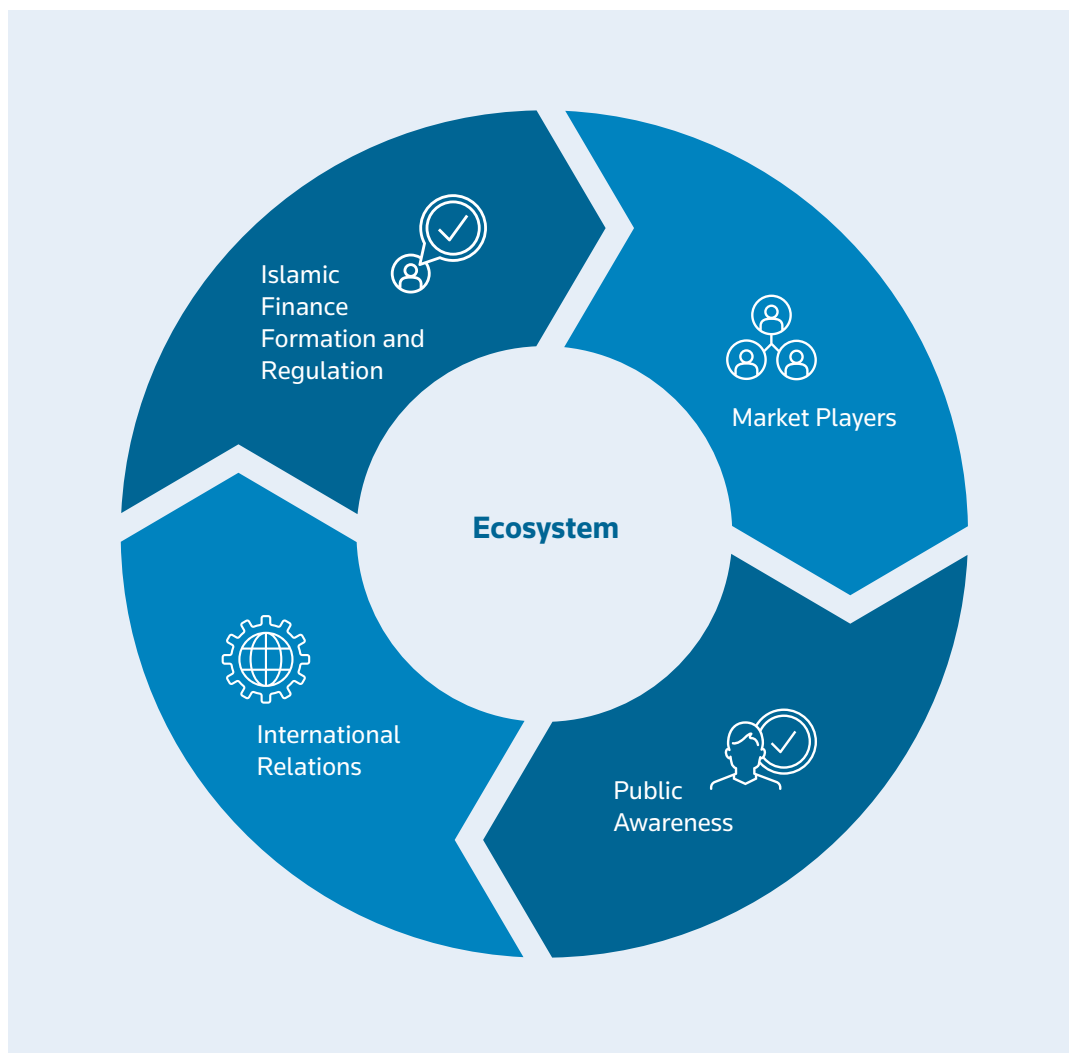 Islamic
Finance
Formation and
Regulation
Market Players
Ecosystem
International
Relations
Public
Awareness